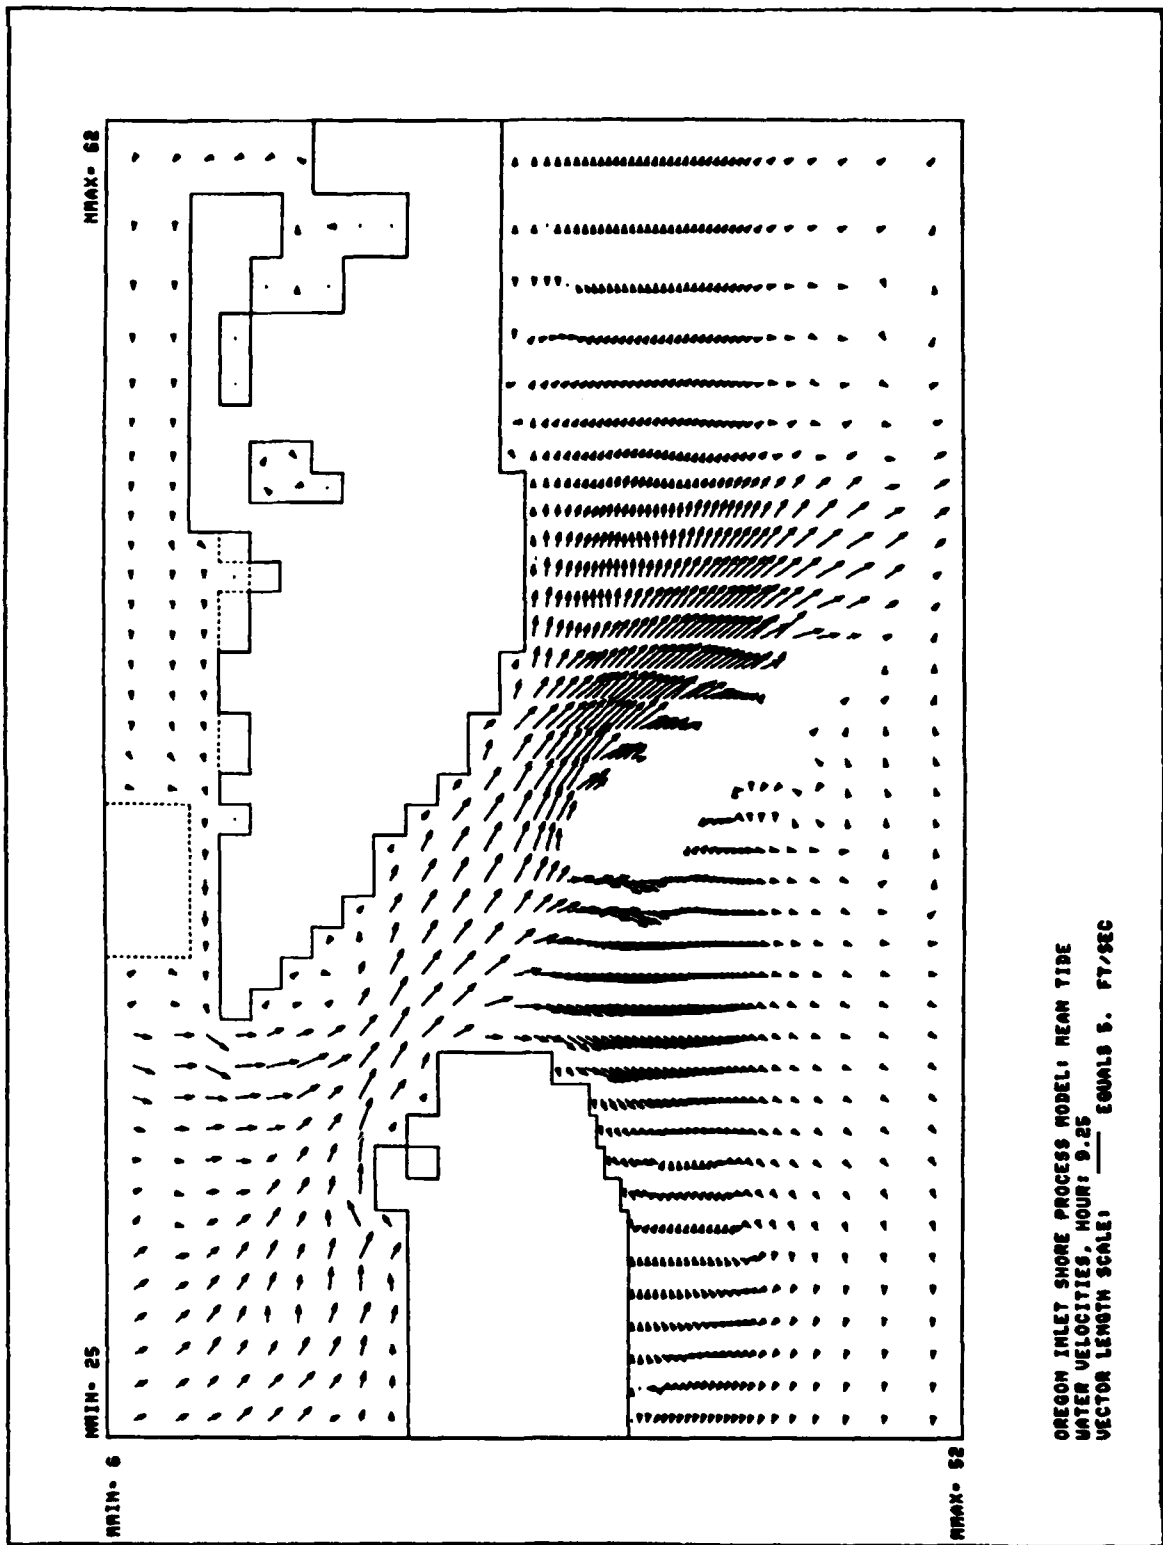 NMIN= 25
NMAX= 62
MMIN= 6
MMAX= 52
OREGON INLET SHORE PROCESS MODEL: MEAN TIDE
WATER VELOCITIES, HOUR: 9.25
VECTOR LENGTH SCALE: —— EQUALS 5. FT/SEC